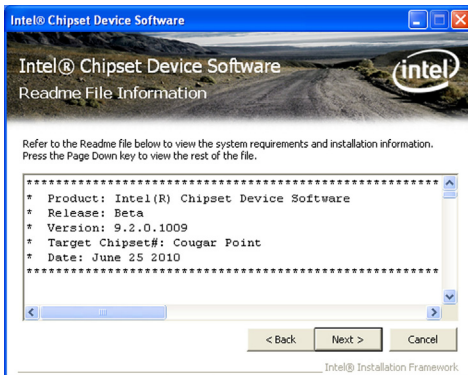 Intel® Chipset Device Software
Intel® Chipset Device Software
Readme File Information
intel
Refer to the Readme file below to view the system requirements and installation information.
Press the Page Down key to view the rest of the file.
********************************************************
* Product: Intel(R) Chipset Device Software
* Release: Beta
* Version: 9.2.0.1009
* Target Chipset#: Cougar Point
* Date: June 25 2010
********************************************************
< Back Next > Cancel
Intel® Installation Framework